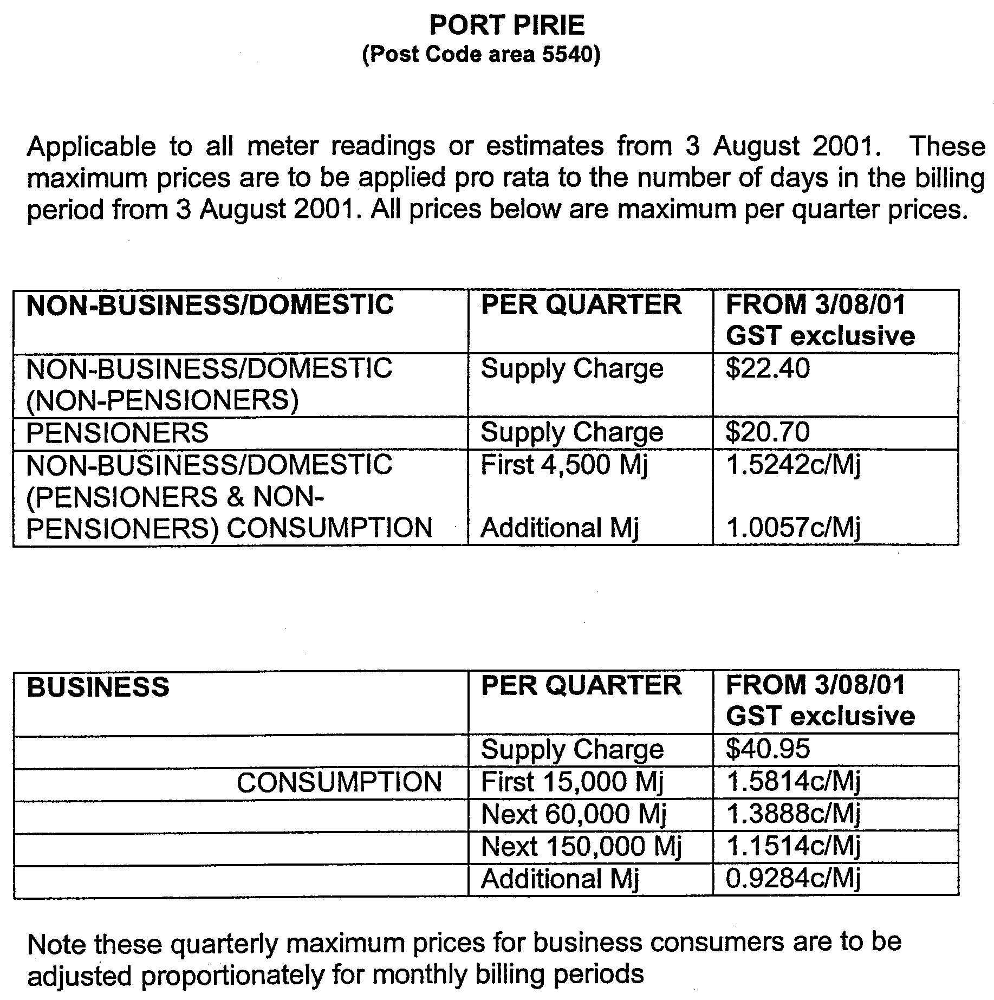 PORT PIRIE
(Post Code area 5540)
Applicable to all meter readings or estimates from 3 August 2001. These
maximum prices are to be applied pro rata to the number of days in the billing
period from 3 August 2001. All prices below are maximum per quarter prices.
NON-BUSINESS/DOMESTIC PER QUARTER FROM 3/08/01
GST exclusive
NON-BUSINESS/DOMESTIC Supply Charge $22.40
(NON-PENSIONERS)
PENSIONERS Supply Charge $20.70
NON-BUSINESS/DOMESTIC First 4,500 Mj 1.5242c/Mj
(PENSIONERS & NON-
PENSIONERS) CONSUMPTION Additional Mj 1.0057c/Mj
BUSINESS PER QUARTER FROM 3/08/01
GST exclusive
Supply Charge $40.95
CONSUMPTION First 15,000 Mj 1.5814c/Mj
Next 60,000 Mj 1.3888c/Mj
Next 150,000 Mj 1.1514c/Mj
Additional Mj 0.9284c/Mj
Note these quarterly maximum prices for business consumers are to be
adjusted proportionately for monthly billing periods